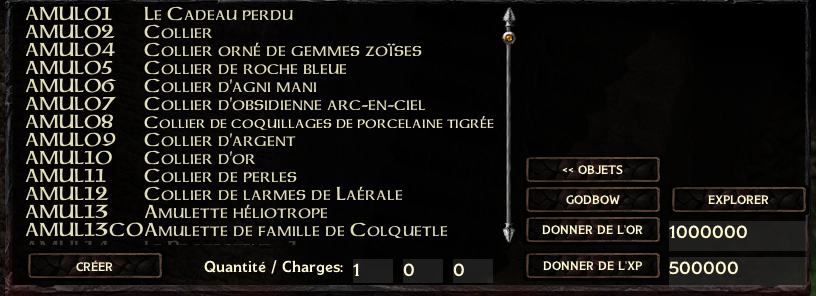 AMUL01 Le Cadeau perdu
AMUL02 Collier
AMUL04 Collier orné de gemmes zoïses
AMUL05 Collier de roche bleue
AMUL06 Collier d'agni mani
AMUL07 Collier d'obsidienne arc-en-ciel
AMUL08 Collier de coquillages de porcelaine tigrée
AMUL09 Collier d'argent
AMUL10 Collier d'or
AMUL11 Collier de perles
AMUL12 Collier de larmes de Laérale
AMUL13 Amulette héliotrope
AMUL13CO Amulette de famille de Colquetle
CRÉER
Quantité / Charges: 1 0 0
<< OBJETS
GODBOW EXPLORER
DONNER DE L'OR 1000000
DONNER DE L'XP 500000